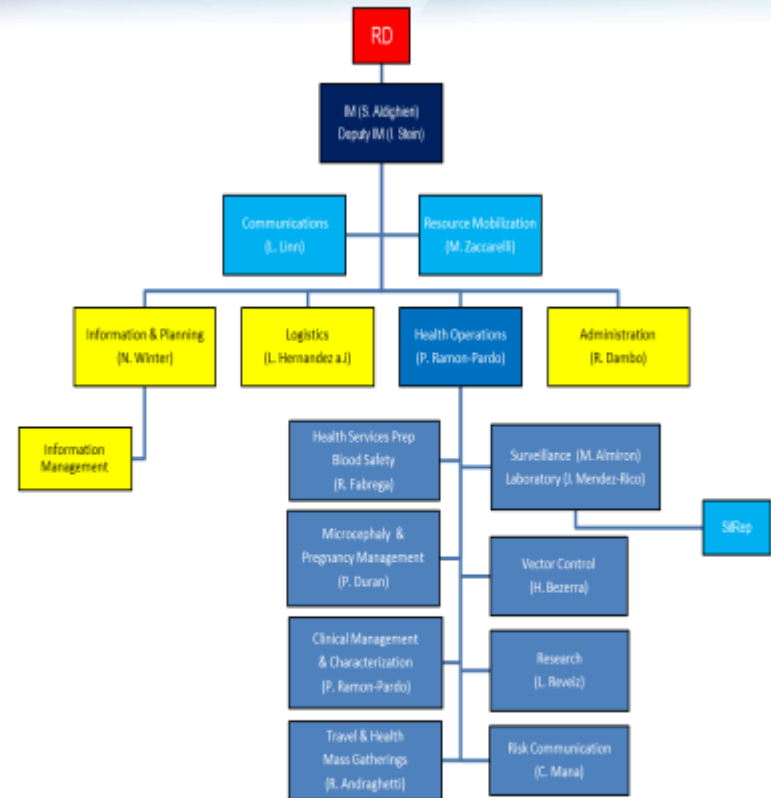 RD
IM (S. Aldighieri)
Deputy IM (I. Stein)
Communications
(L. Linn)
Resource Mobilization
(M. Zaccarelli)
Information & Planning
(N. Winter)
Logistics
(L. Hernandez a.i)
Health Operations
(P. Ramon-Pardo)
Administration
(R. Dambo)
Information
Management
Health Services Prep
Blood Safety
(R. Fabrega)
Surveillance (M. Almiron)
Laboratory (J. Mendez-Rico)
SitRep
Microcephaly &
Pregnancy Management
(P. Duran)
Vector Control
(H. Bezerra)
Clinical Management
& Characterization
(P. Ramon-Pardo)
Research
(L. Reveiz)
Travel & Health
Mass Gatherings
(R. Andraghetti)
Risk Communication
(C. Mana)